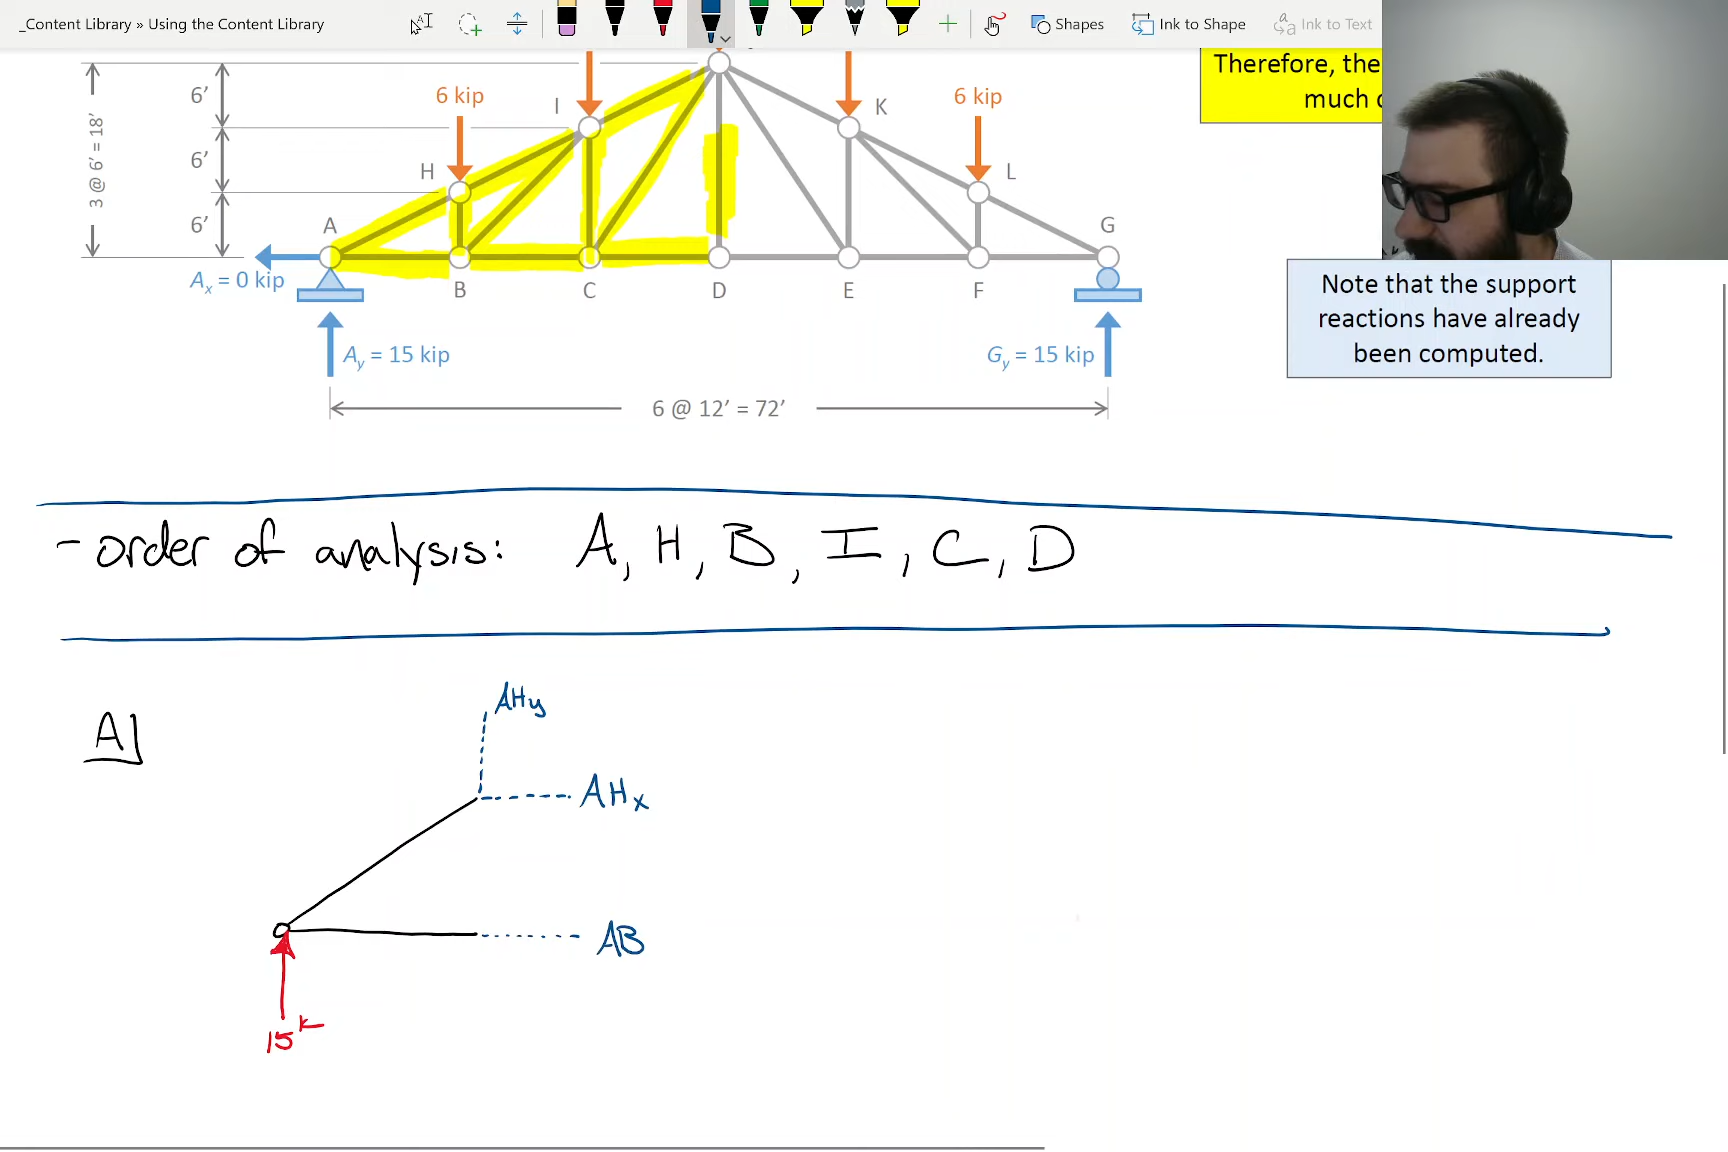 _Content Library » Using the Content Library
Shapes
Ink to Shape
Ink to Text
Therefore, the
much
3 @ 6’ = 18’
6’
6’
6’
6 kip
I
K
6 kip
H
L
A
G
Ax = 0 kip
B
C
D
E
F
Ay = 15 kip
Gy = 15 kip
6 @ 12’ = 72’
Note that the support
reactions have already
been computed.
- order of analysis: A, H, B, I, C, D
A
AHy
AHx
AB
15k